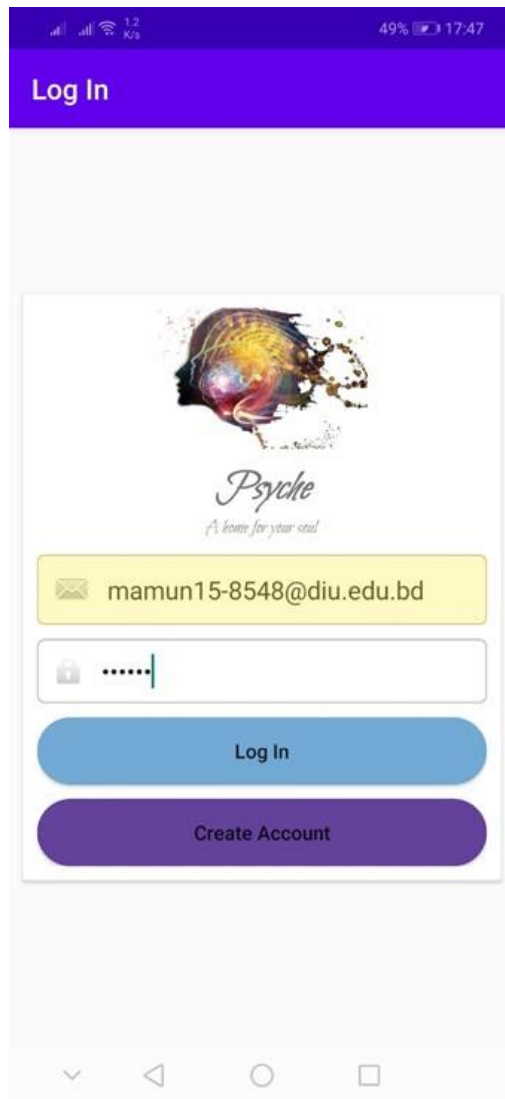 1.2
K/s
49% 17:47
Log In
Psyche
A home for your soul
mamun15-8548@diu.edu.bd
••••••
Log In
Create Account